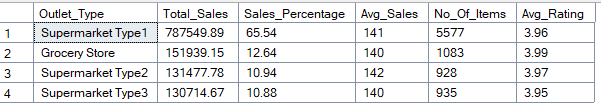 Outlet_Type Total_Sales Sales_Percentage Avg_Sales No_Of_Items Avg_Rating
1 Supermarket Type1 787549.89 65.54 141 5577 3.96
2 Grocery Store 151939.15 12.64 140 1083 3.99
3 Supermarket Type2 131477.78 10.94 142 928 3.97
4 Supermarket Type3 130714.67 10.88 140 935 3.95